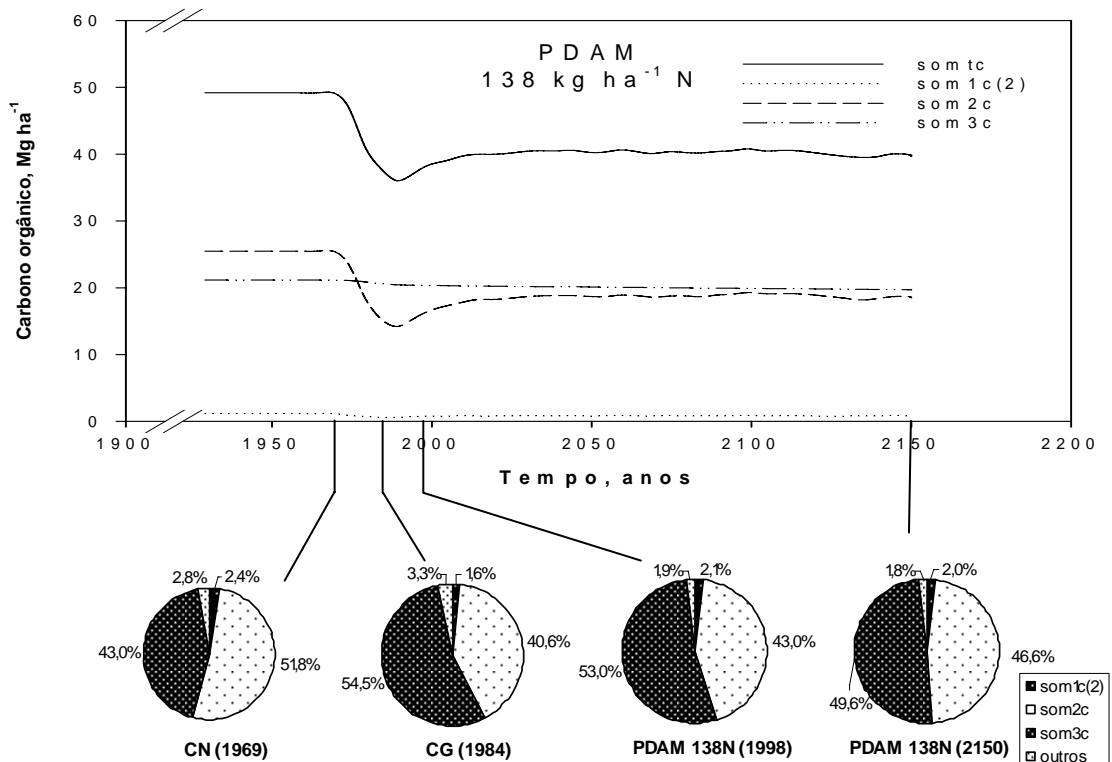 60
50
40
30
20
10
0
Carbono orgânico, Mg ha⁻¹
PDAM
138 kg ha⁻¹ N
som tc
som 1c(2)
som 2c
som 3c
1900 1950 2000 2050 2100 2150 2200
Tempo, anos
2,8% 2,4%
43,0% 51,8%
CN (1969)
3,3% 1,6%
40,6%
54,5%
CG (1984)
1,9% 2,1%
43,0%
53,0%
PDAM 138N (1998)
1,8% 2,0%
46,6%
49,6%
PDAM 138N (2150)
som1c(2)
som2c
som3c
outros